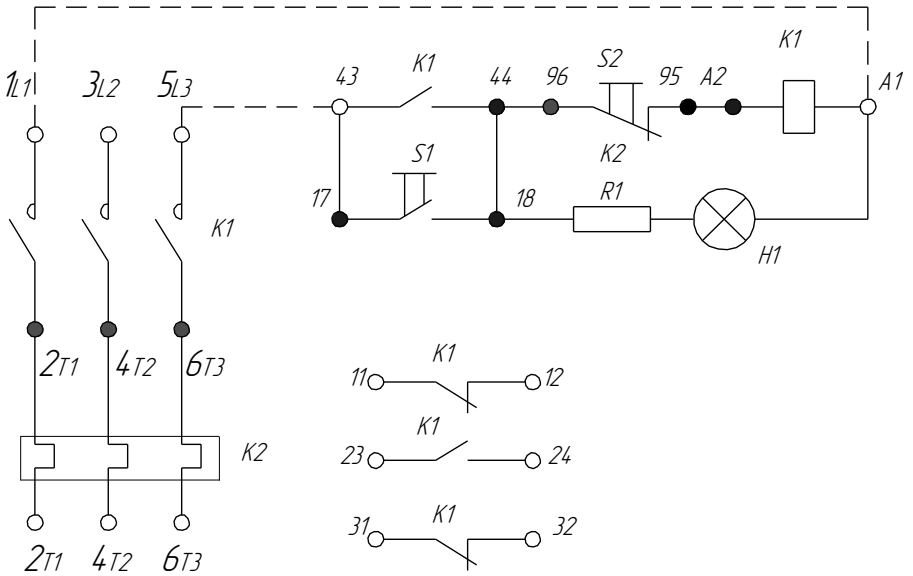 K1
S2
1L1 3L2 5L3 43 K1 44 96 95 A2 A1
S1 K2
17 18 R1
K1 H1
2T1 4T2 6T3
K1
11 12
K1
K2 23 24
K1
31 32
2T1 4T2 6T3